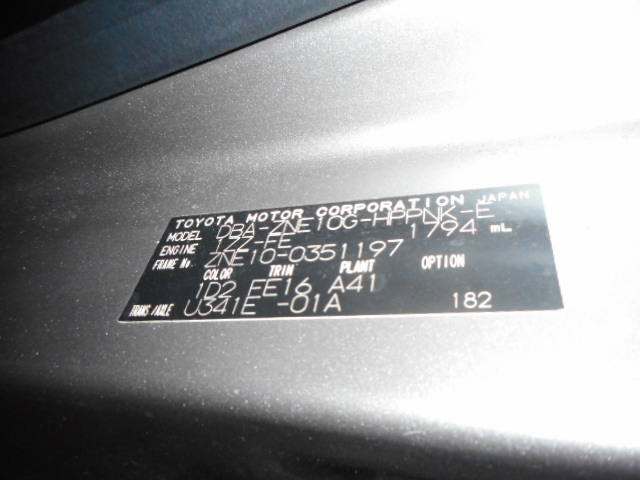 TOYOTA MOTOR CORPORATION JAPAN
MODEL DBA-ZNE10G-HPPNK-E
ENGINE 1ZZ-FE 1794 mL
FRAME No. ZNE10-0351197
COLOR TRIM PLANT OPTION
1D2 FE16 A41
TRANS/AXLE U341E -01A 182